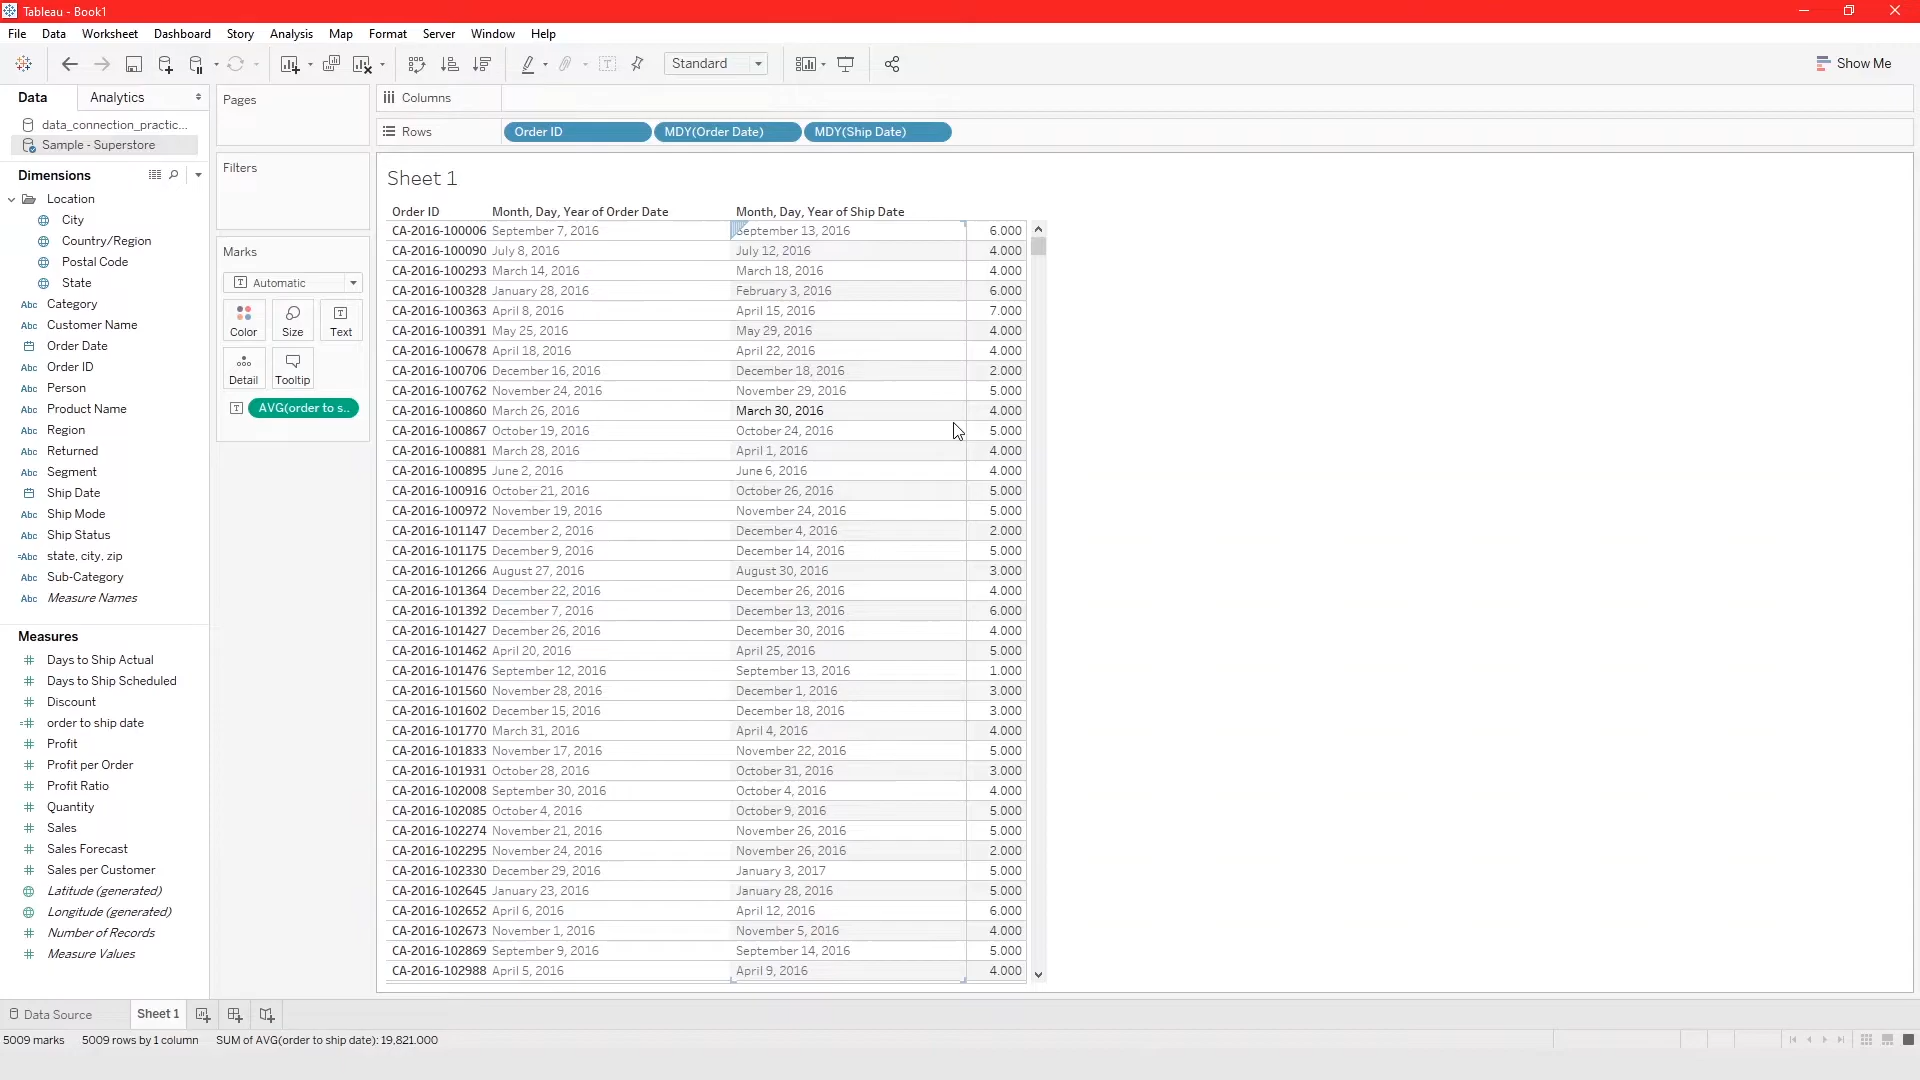 Tableau - Book1
File Data Worksheet Dashboard Story Analysis Map Format Server Window Help
Standard
Show Me
Data Analytics
data_connection_practic...
Sample - Superstore
Dimensions
Location
City
Country/Region
Postal Code
State
Abc Category
Abc Customer Name
Order Date
Abc Order ID
Abc Person
Abc Product Name
Abc Region
Abc Returned
Abc Segment
Ship Date
Abc Ship Mode
Abc Ship Status
=Abc state, city, zip
Abc Sub-Category
Abc Measure Names
Measures
# Days to Ship Actual
# Days to Ship Scheduled
# Discount
=# order to ship date
# Profit
# Profit per Order
# Profit Ratio
# Quantity
# Sales
# Sales Forecast
# Sales per Customer
Latitude (generated)
Longitude (generated)
# Number of Records
# Measure Values
Pages
Filters
Marks
T Automatic
Color Size Text
Detail Tooltip
AVG(order to s..
Columns
Rows Order ID MDY(Order Date) MDY(Ship Date)
Sheet 1
Order ID Month, Day, Year of Order Date Month, Day, Year of Ship Date
CA-2016-100006 September 7, 2016 September 13, 2016 6.000
CA-2016-100090 July 8, 2016 July 12, 2016 4.000
CA-2016-100293 March 14, 2016 March 18, 2016 4.000
CA-2016-100328 January 28, 2016 February 3, 2016 6.000
CA-2016-100363 April 8, 2016 April 15, 2016 7.000
CA-2016-100391 May 25, 2016 May 29, 2016 4.000
CA-2016-100678 April 18, 2016 April 22, 2016 4.000
CA-2016-100706 December 16, 2016 December 18, 2016 2.000
CA-2016-100762 November 24, 2016 November 29, 2016 5.000
CA-2016-100860 March 26, 2016 March 30, 2016 4.000
CA-2016-100867 October 19, 2016 October 24, 2016 5.000
CA-2016-100881 March 28, 2016 April 1, 2016 4.000
CA-2016-100895 June 2, 2016 June 6, 2016 4.000
CA-2016-100916 October 21, 2016 October 26, 2016 5.000
CA-2016-100972 November 19, 2016 November 24, 2016 5.000
CA-2016-101147 December 2, 2016 December 4, 2016 2.000
CA-2016-101175 December 9, 2016 December 14, 2016 5.000
CA-2016-101266 August 27, 2016 August 30, 2016 3.000
CA-2016-101364 December 22, 2016 December 26, 2016 4.000
CA-2016-101392 December 7, 2016 December 13, 2016 6.000
CA-2016-101427 December 26, 2016 December 30, 2016 4.000
CA-2016-101462 April 20, 2016 April 25, 2016 5.000
CA-2016-101476 September 12, 2016 September 13, 2016 1.000
CA-2016-101560 November 28, 2016 December 1, 2016 3.000
CA-2016-101602 December 15, 2016 December 18, 2016 3.000
CA-2016-101770 March 31, 2016 April 4, 2016 4.000
CA-2016-101833 November 17, 2016 November 22, 2016 5.000
CA-2016-101931 October 28, 2016 October 31, 2016 3.000
CA-2016-102008 September 30, 2016 October 4, 2016 4.000
CA-2016-102085 October 4, 2016 October 9, 2016 5.000
CA-2016-102274 November 21, 2016 November 26, 2016 5.000
CA-2016-102295 November 24, 2016 November 26, 2016 2.000
CA-2016-102330 December 29, 2016 January 3, 2017 5.000
CA-2016-102645 January 23, 2016 January 28, 2016 5.000
CA-2016-102652 April 6, 2016 April 12, 2016 6.000
CA-2016-102673 November 1, 2016 November 5, 2016 4.000
CA-2016-102869 September 9, 2016 September 14, 2016 5.000
CA-2016-102988 April 5, 2016 April 9, 2016 4.000
Data Source Sheet 1
5009 marks 5009 rows by 1 column SUM of AVG(order to ship date): 19,821.000